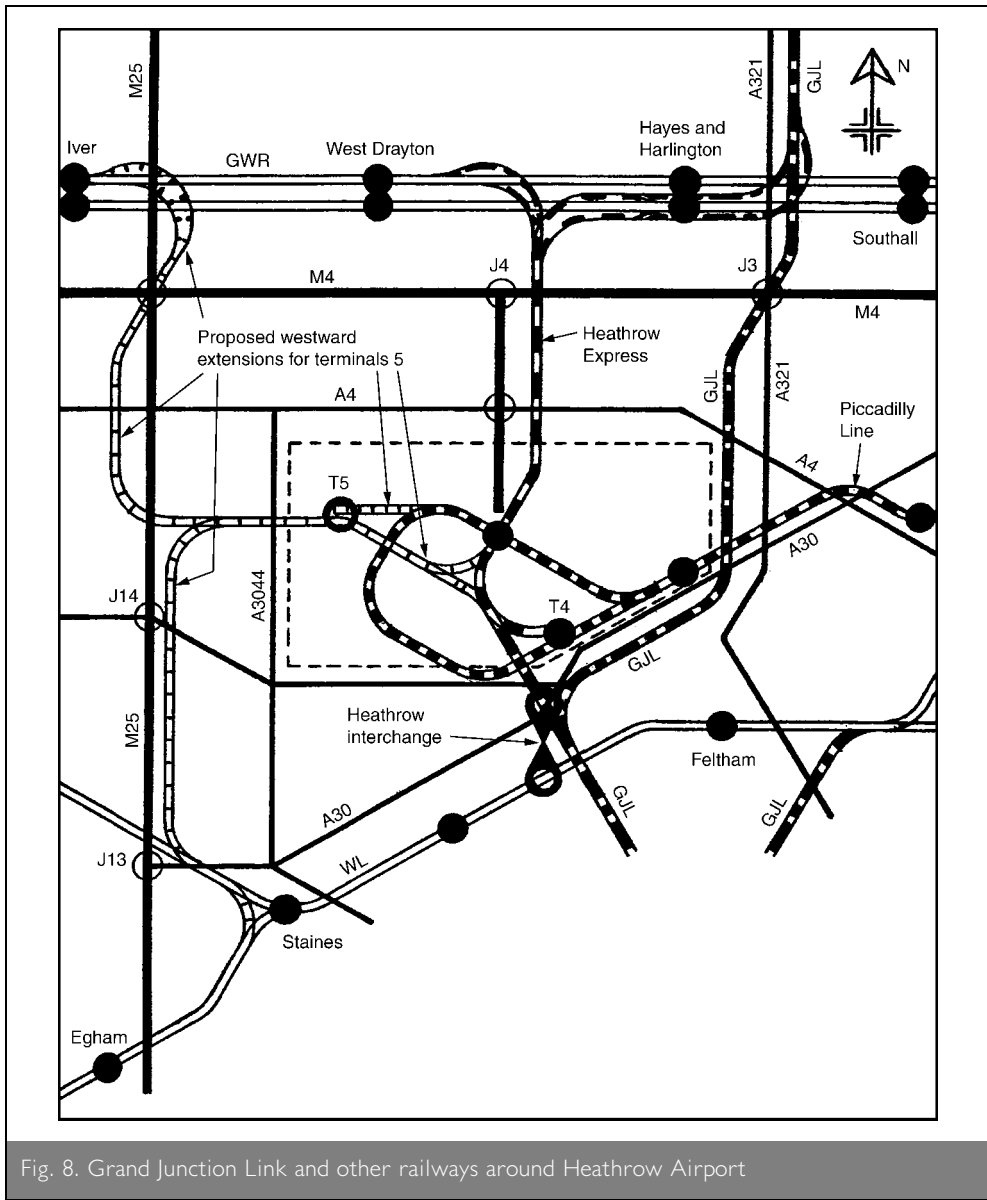 M25
A321
GJL
N
Iver
GWR
West Drayton
Hayes and
Harlington
Southall
J4
J3
M4
M4
Proposed westward
extensions for terminals 5
Heathrow
Express
GJL
A321
A4
Piccadilly
Line
A4
T5
A30
J14
A3044
T4
GJL
M25
Heathrow
interchange
Feltham
A30
GJL
GJL
J13
WL
Staines
Egham
Fig. 8. Grand Junction Link and other railways around Heathrow Airport